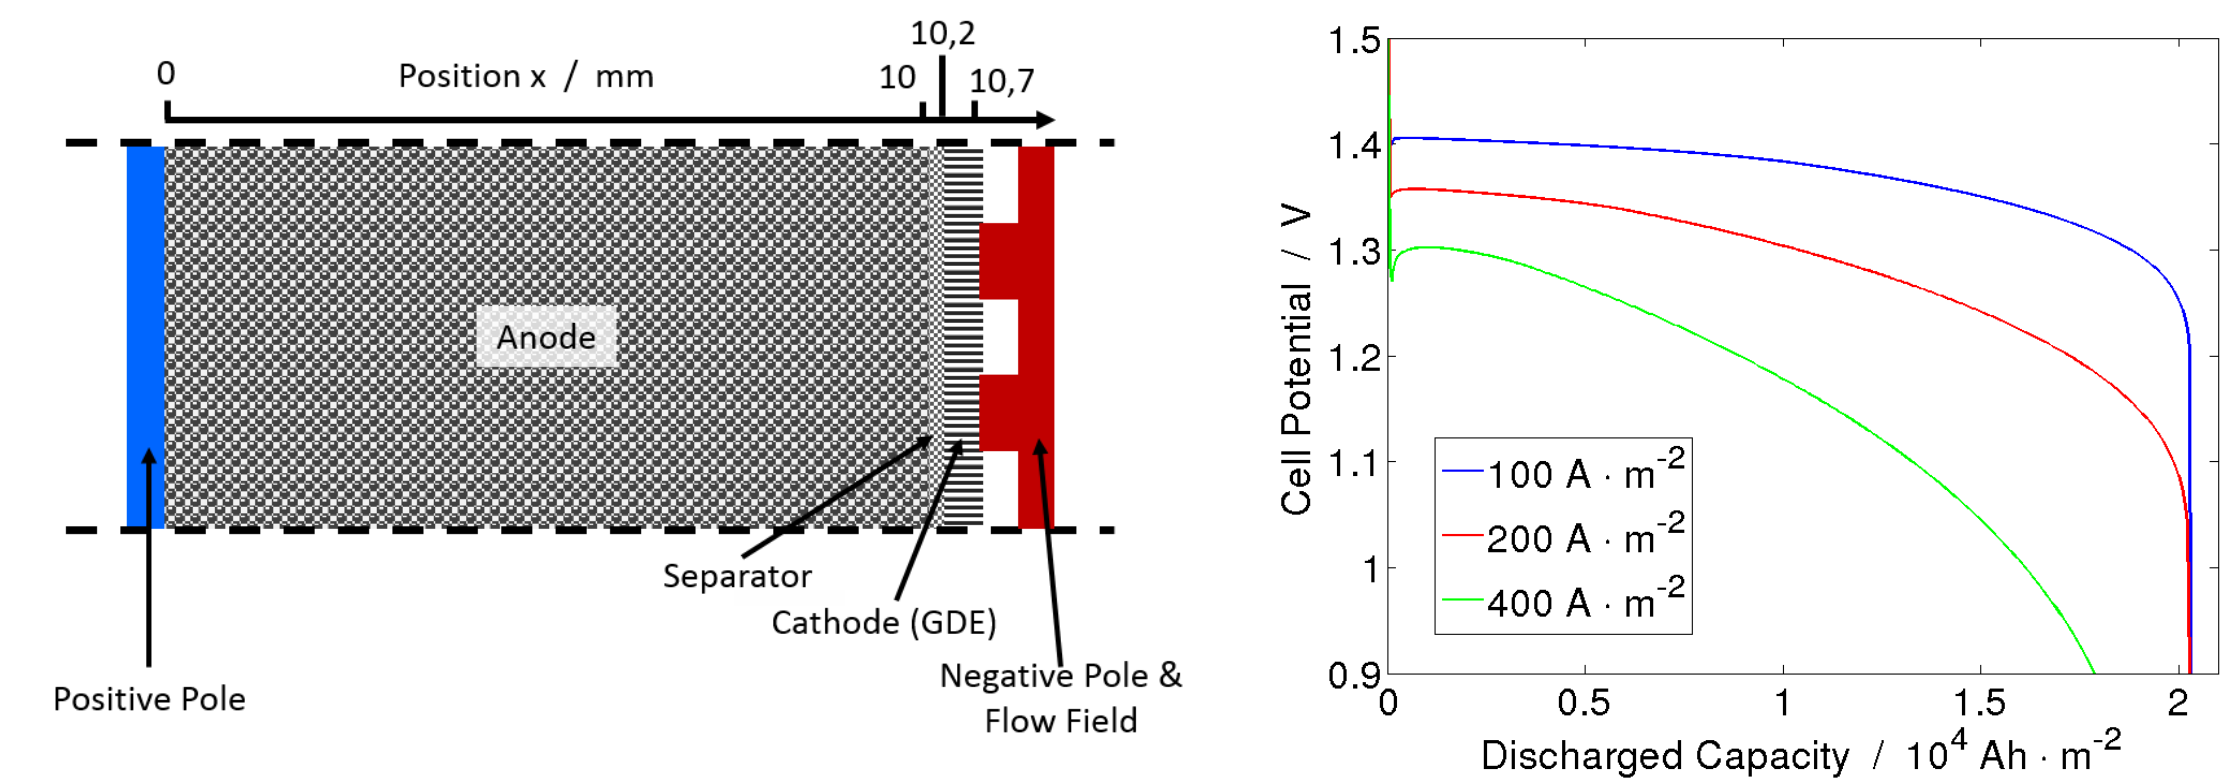 0
Position x / mm
10
10,2
10,7
Anode
Separator
Cathode (GDE)
Negative Pole &
Flow Field
Positive Pole
1.5
1.4
1.3
1.2
1.1
1
0.9
Cell Potential / V
100 A · m⁻²
200 A · m⁻²
400 A · m⁻²
0 0.5 1 1.5 2
Discharged Capacity / 10⁴ Ah · m⁻²